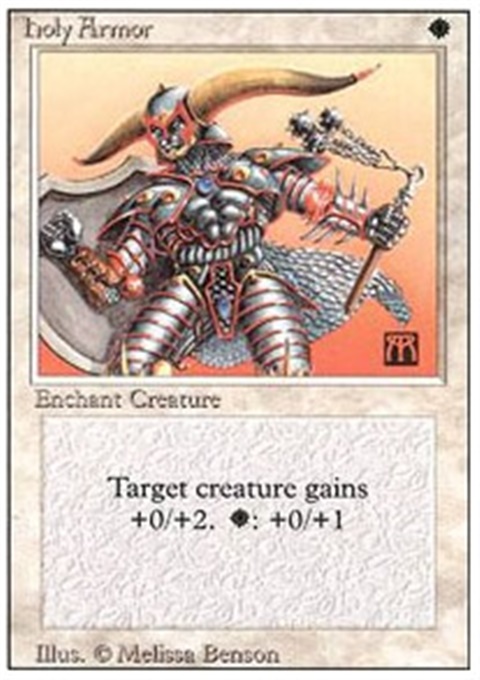 Holy Armor
Enchant Creature
Target creature gains
+0/+2. : +0/+1
Illus. © Melissa Benson